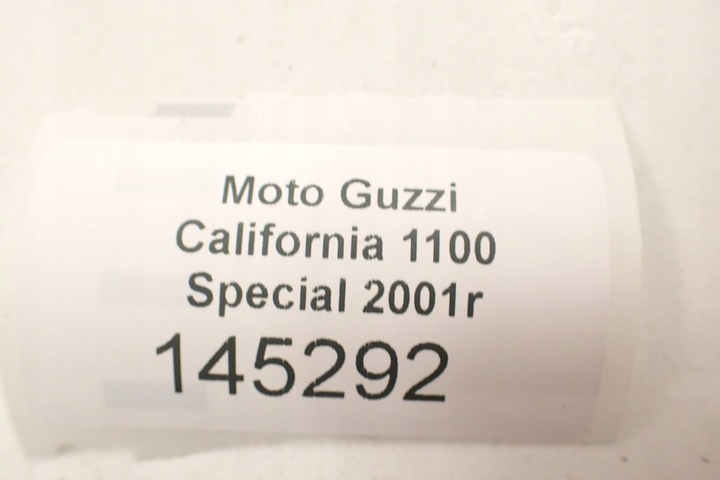 Moto Guzzi
California 1100
Special 2001r
145292